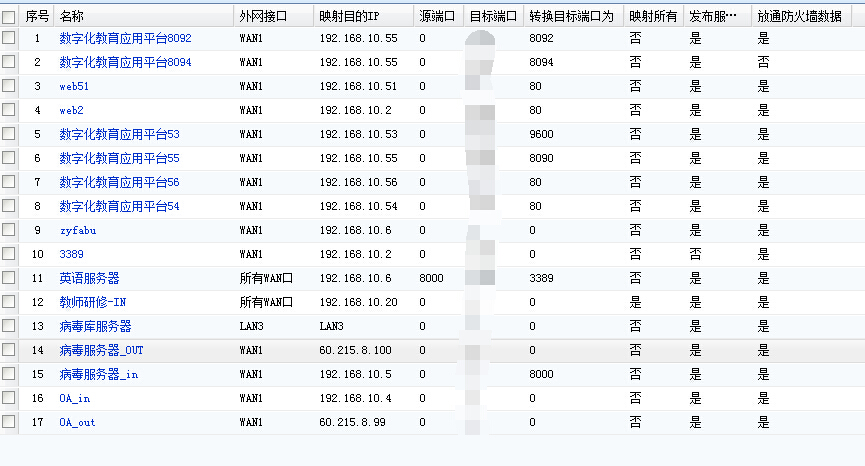 序号 名称 外网接口 映射目的IP 源端口 目标端口 转换目标端口为 映射所有 发布服··· 放通防火墙数据
1 数字化教育应用平台8092 WAN1 192.168.10.55 0 8092 否 是 是
2 数字化教育应用平台8094 WAN1 192.168.10.55 0 8094 否 是 否
3 web51 WAN1 192.168.10.51 0 80 否 是 是
4 web2 WAN1 192.168.10.2 0 80 否 是 是
5 数字化教育应用平台53 WAN1 192.168.10.53 0 9600 否 是 是
6 数字化教育应用平台55 WAN1 192.168.10.55 0 8090 否 是 是
7 数字化教育应用平台56 WAN1 192.168.10.56 0 80 否 是 是
8 数字化教育应用平台54 WAN1 192.168.10.54 0 80 否 是 是
9 zyfabu WAN1 192.168.10.6 0 0 否 是 是
10 3389 WAN1 192.168.10.2 0 0 否 否 是
11 英语服务器 所有WAN口 192.168.10.6 8000 3389 否 是 是
12 教师研修-IN 所有WAN口 192.168.10.20 0 0 是 是 是
13 病毒库服务器 LAN3 LAN3 0 0 否 是 是
14 病毒服务器_OUT WAN1 60.215.8.100 0 0 否 是 是
15 病毒服务器_in WAN1 192.168.10.5 0 8000 否 是 是
16 OA_in WAN1 192.168.10.4 0 0 否 是 是
17 OA_out WAN1 60.215.8.99 0 0 否 是 是